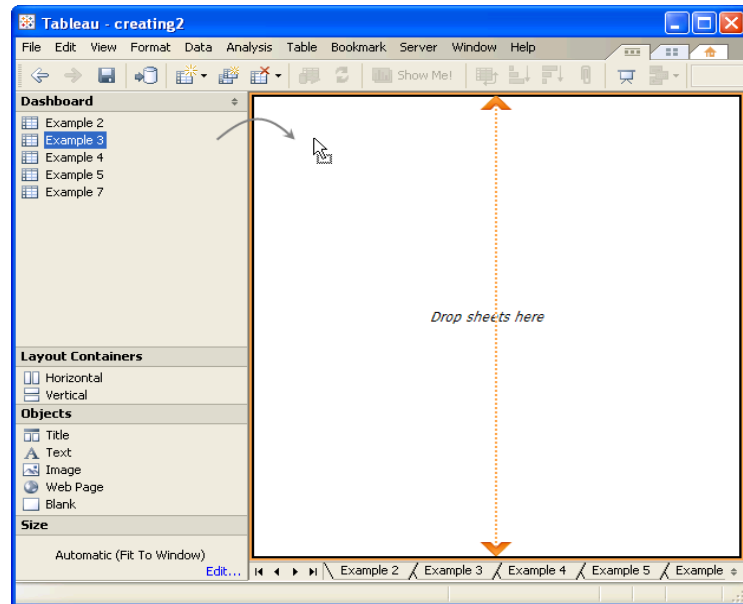 Tableau - creating2
File Edit View Format Data Analysis Table Bookmark Server Window Help
Show Me!
Dashboard
Example 2
Example 3
Example 4
Example 5
Example 7
Drop sheets here
Layout Containers
Horizontal
Vertical
Objects
Title
Text
Image
Web Page
Blank
Size
Automatic (Fit To Window)
Edit...
Example 2 Example 3 Example 4 Example 5 Example